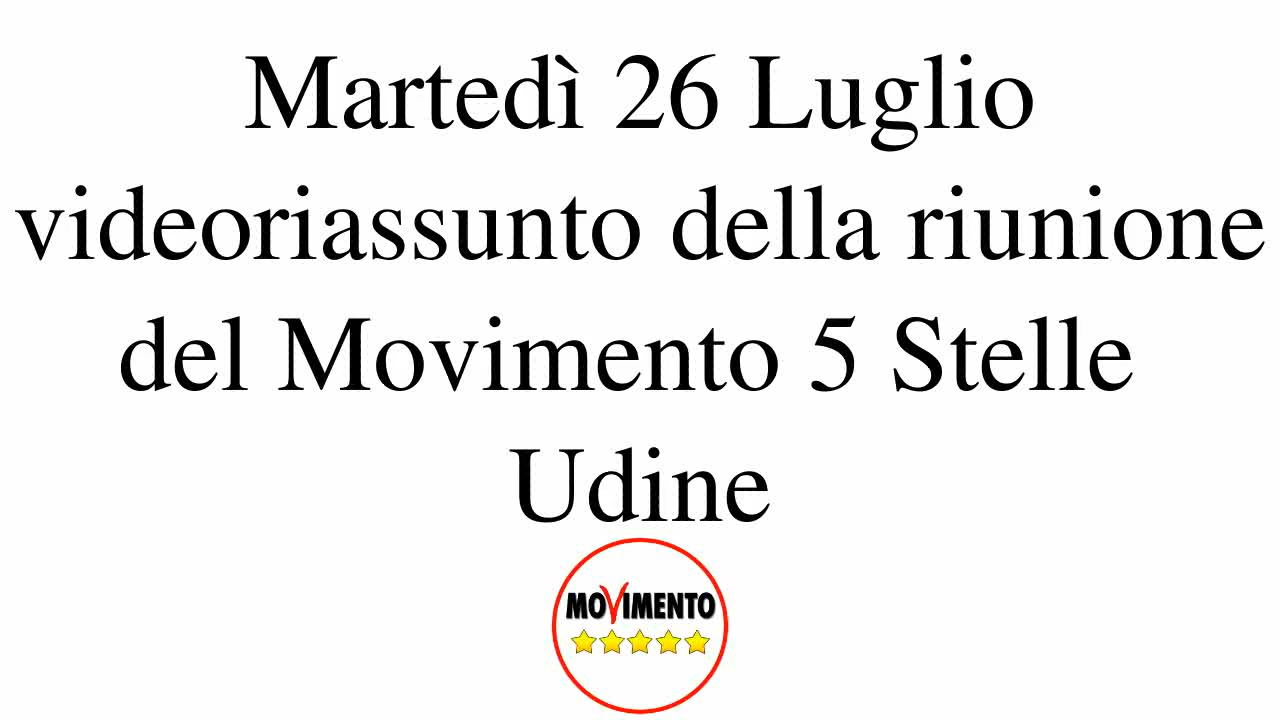 Martedì 26 Luglio
videoriassunto della riunione
del Movimento 5 Stelle
Udine
MOVIMENTO